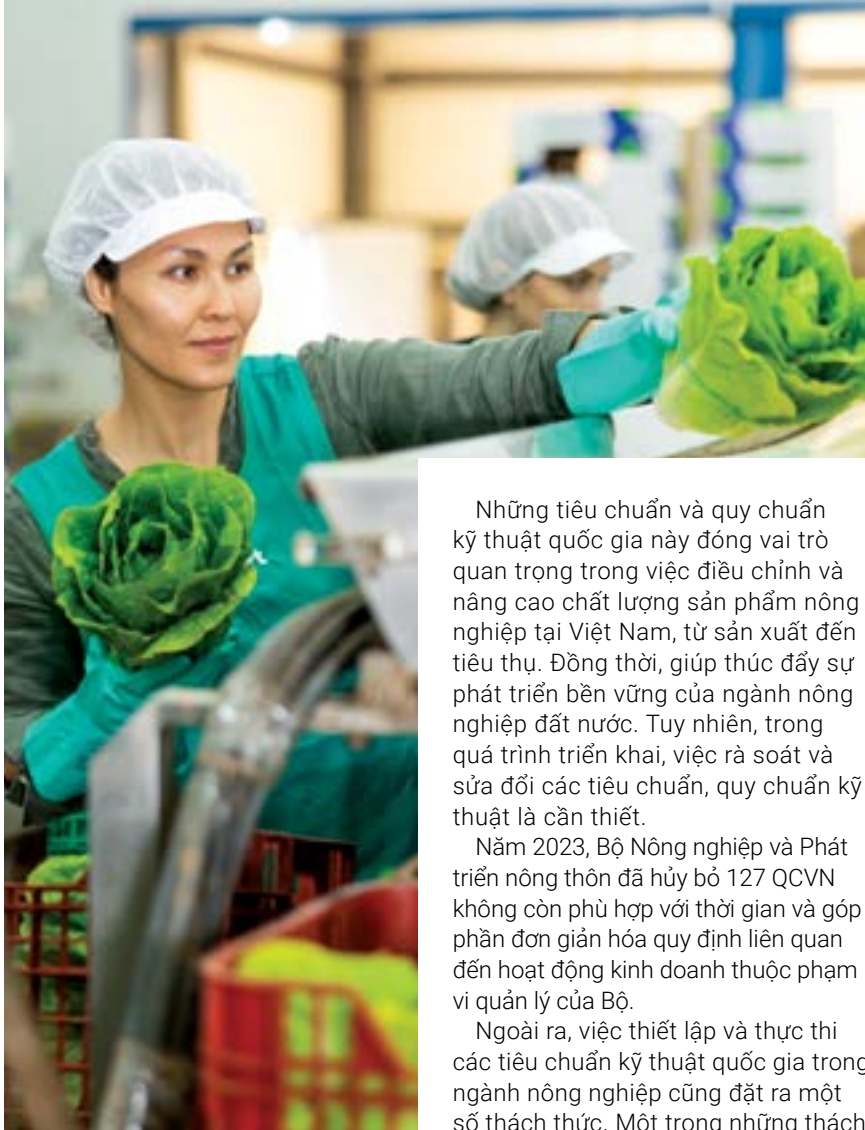 Những tiêu chuẩn và quy chuẩn
kỹ thuật quốc gia này đóng vai trò
quan trọng trong việc điều chỉnh và
nâng cao chất lượng sản phẩm nông
nghiệp tại Việt Nam, từ sản xuất đến
tiêu thụ. Đồng thời, giúp thúc đẩy sự
phát triển bền vững của ngành nông
nghiệp đất nước. Tuy nhiên, trong
quá trình triển khai, việc rà soát và
sửa đổi các tiêu chuẩn, quy chuẩn kỹ
thuật là cần thiết.
Năm 2023, Bộ Nông nghiệp và Phát
triển nông thôn đã hủy bỏ 127 QCVN
không còn phù hợp với thời gian và góp
phần đơn giản hóa quy định liên quan
đến hoạt động kinh doanh thuộc phạm
vi quản lý của Bộ.
Ngoài ra, việc thiết lập và thực thi
các tiêu chuẩn kỹ thuật quốc gia trong
ngành nông nghiệp cũng đặt ra một
số thách thức. Một trong những thách